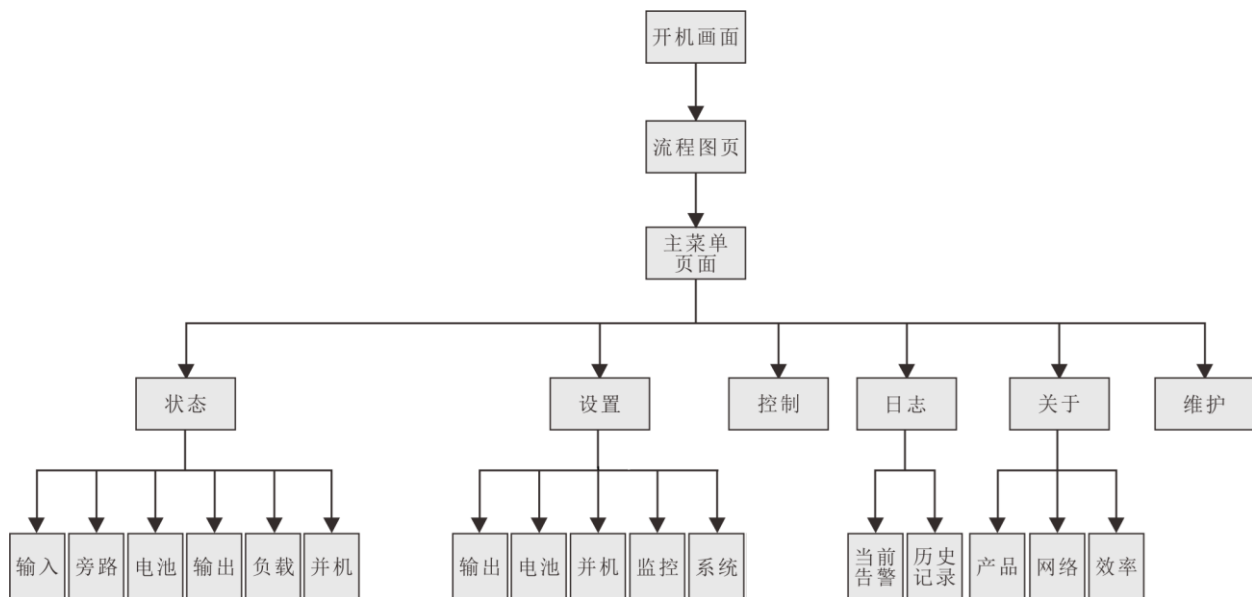 开机画面
流程图页
主菜单
页面
状态
设置
控制
日志
关于
维护
输入
旁路
电池
输出
负载
并机
输出
电池
并机
监控
系统
当前
告警
历史
记录
产品
网络
效率